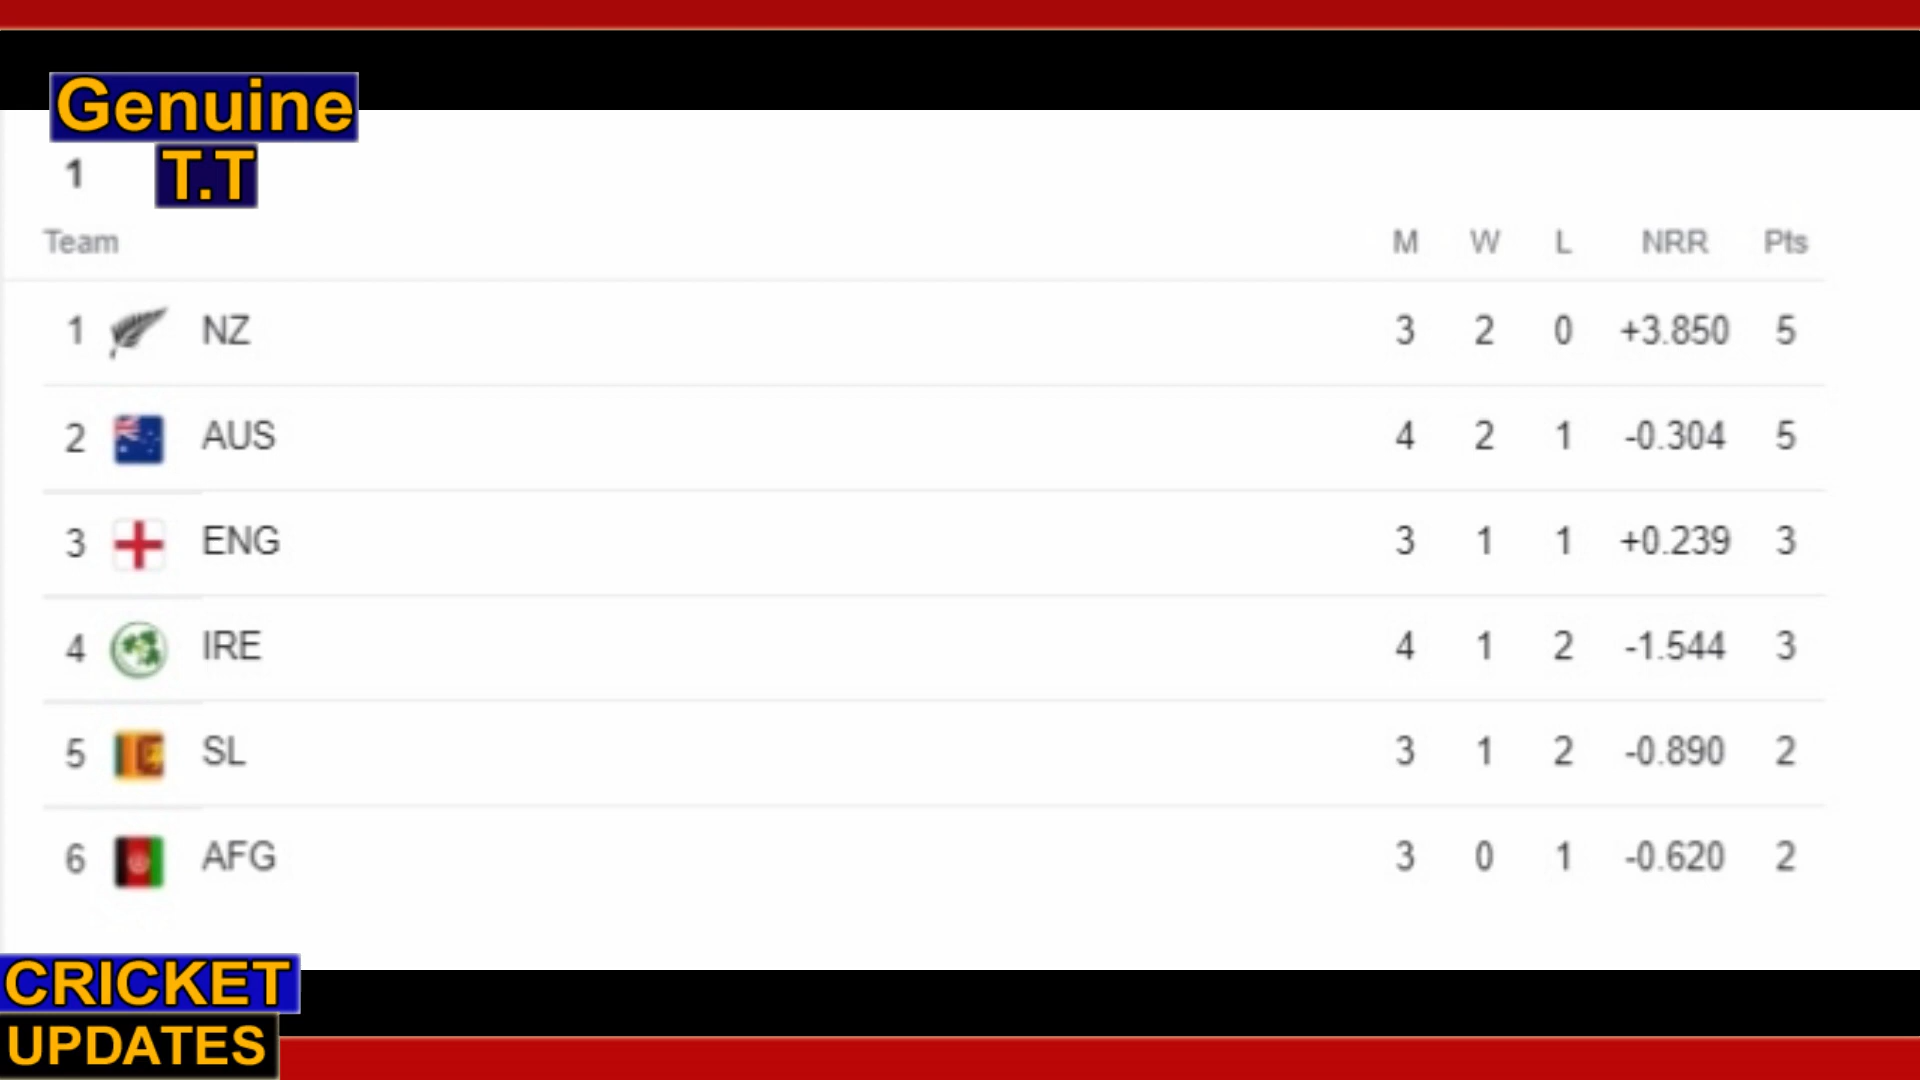 Genuine
T.T
1
Team M W L NRR Pts
1 NZ 3 2 0 +3.850 5
2 AUS 4 2 1 -0.304 5
3 ENG 3 1 1 +0.239 3
4 IRE 4 1 2 -1.544 3
5 SL 3 1 2 -0.890 2
6 AFG 3 0 1 -0.620 2
CRICKET
UPDATES